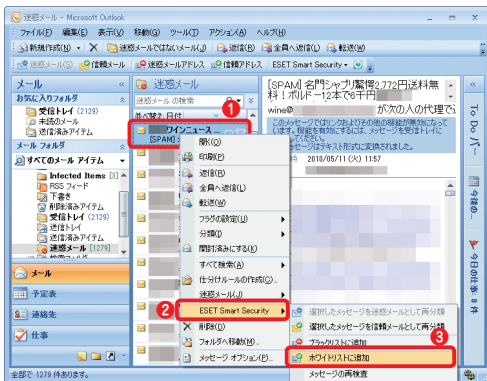 迷惑メール - Microsoft Outlook
ファイル(F) 編集(E) 表示(V) 移動(G) ツール(T) アクション(A) ヘルプ(H)
新規作成(N) 迷惑メールではないメール(J) 返信(R) 全員へ返信(L) 転送(W)
迷惑メール(S) 信頼メール 迷惑メールアドレス 信頼アドレス ESET Smart Security
メール
お気に入りフォルダ
受信トレイ (2129)
未読のメール
送信済みアイテム
メール フォルダ
すべてのメール アイテム
Infected Items [3]
RSS フィード
下書き
削除済みアイテム
受信トレイ (2129)
送信トレイ
送信済みアイテム
迷惑メール [1279]
メール
予定表
連絡先
仕事
全部で 1279 件あります。
迷惑メール
迷惑メール の検索
並べ替え: 日付
1
ワインニュース
[SPAM]
[SPAM] 名門シャブリ驚愕2,772円送料無
料！ボルドー12本で6千円
wine@ が次の人の代理で
このメッセージではリンクおよびその他の機能が無効になって
います。機能を有効にするには、メッセージを受信トレイに
してください。
メッセージはテキスト形式に変換されました。
2010/05/11 (火) 11:57
開く(O)
印刷(P)
返信(R)
全員へ返信(L)
転送(W)
フラグの設定(U)
分類(I)
開封済みにする(K)
すべて検索(A)
仕分けルールの作成(C)...
迷惑メール(J)
2
ESET Smart Security
削除(D)
フォルダへ移動(M)...
メッセージ オプション(P)...
選択したメッセージを迷惑メールとして再分類
選択したメッセージを信頼メールとして再分類
3
ブラックリストに追加
ホワイトリストに追加
メッセージの再検査
To Do バー
今後の...
今日の仕事: 0 件